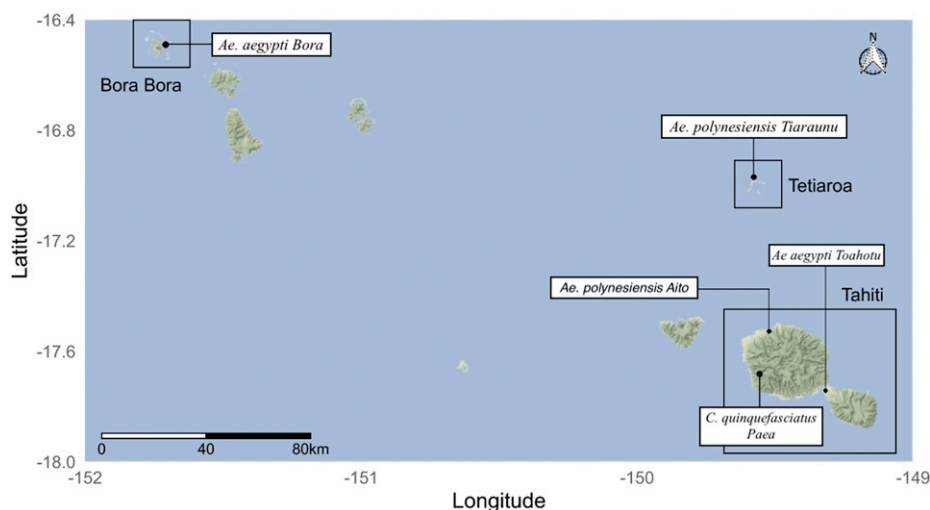 -16.4
Ae. aegypti Bora
N
Bora Bora
-16.8
Ae. polynesiensis Tiaraunu
Tetiaroa
Latitude
-17.2
Ae aegypti Toahotu
Ae. polynesiensis Aito
Tahiti
-17.6
C. quinquefasciatus
Paea
0 40 80km
-18.0
-152 -151 -150 -149
Longitude